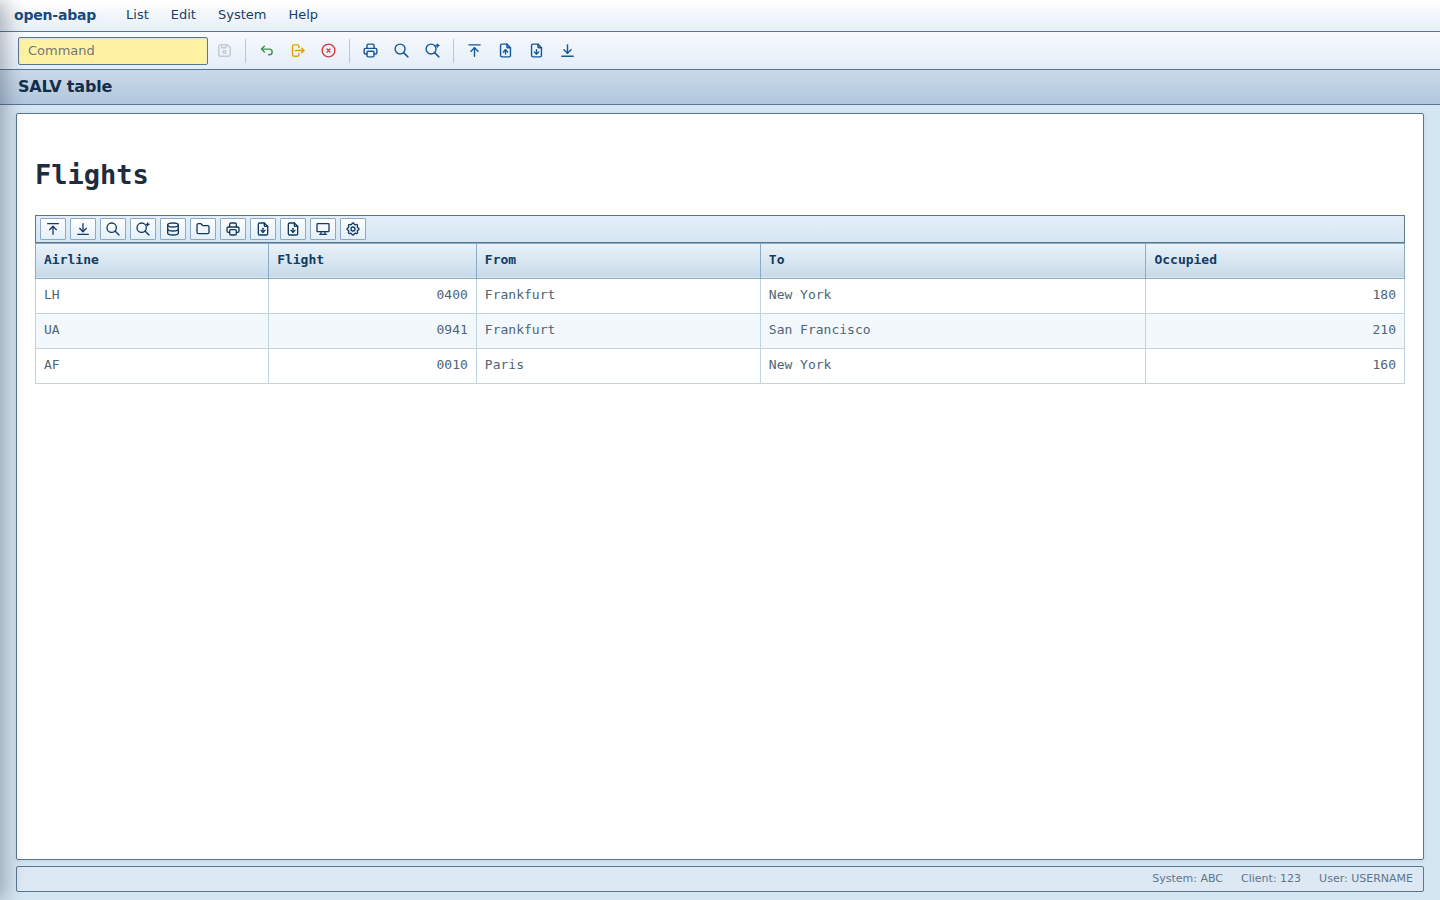 open-abap List Edit System Help
Command
SALV table
Flights
Airline Flight From To Occupied
LH 0400 Frankfurt New York 180
UA 0941 Frankfurt San Francisco 210
AF 0010 Paris New York 160
System: ABC Client: 123 User: USERNAME